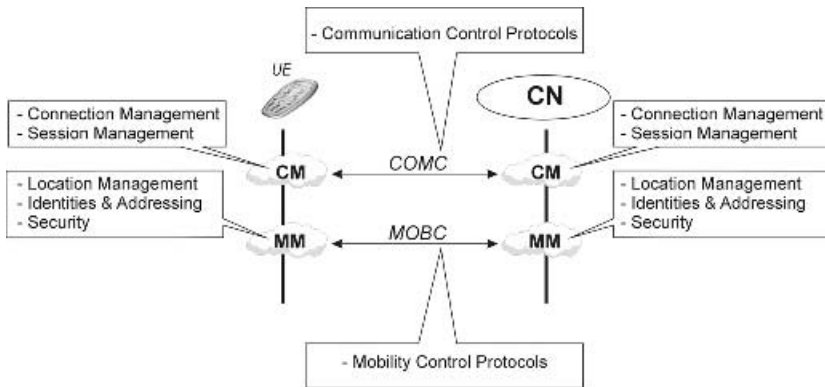 - Communication Control Protocols
UE
CN
- Connection Management
- Session Management
- Connection Management
- Session Management
CM
COMC
CM
- Location Management
- Identities & Addressing
- Security
- Location Management
- Identities & Addressing
- Security
MM
MOBC
MM
- Mobility Control Protocols